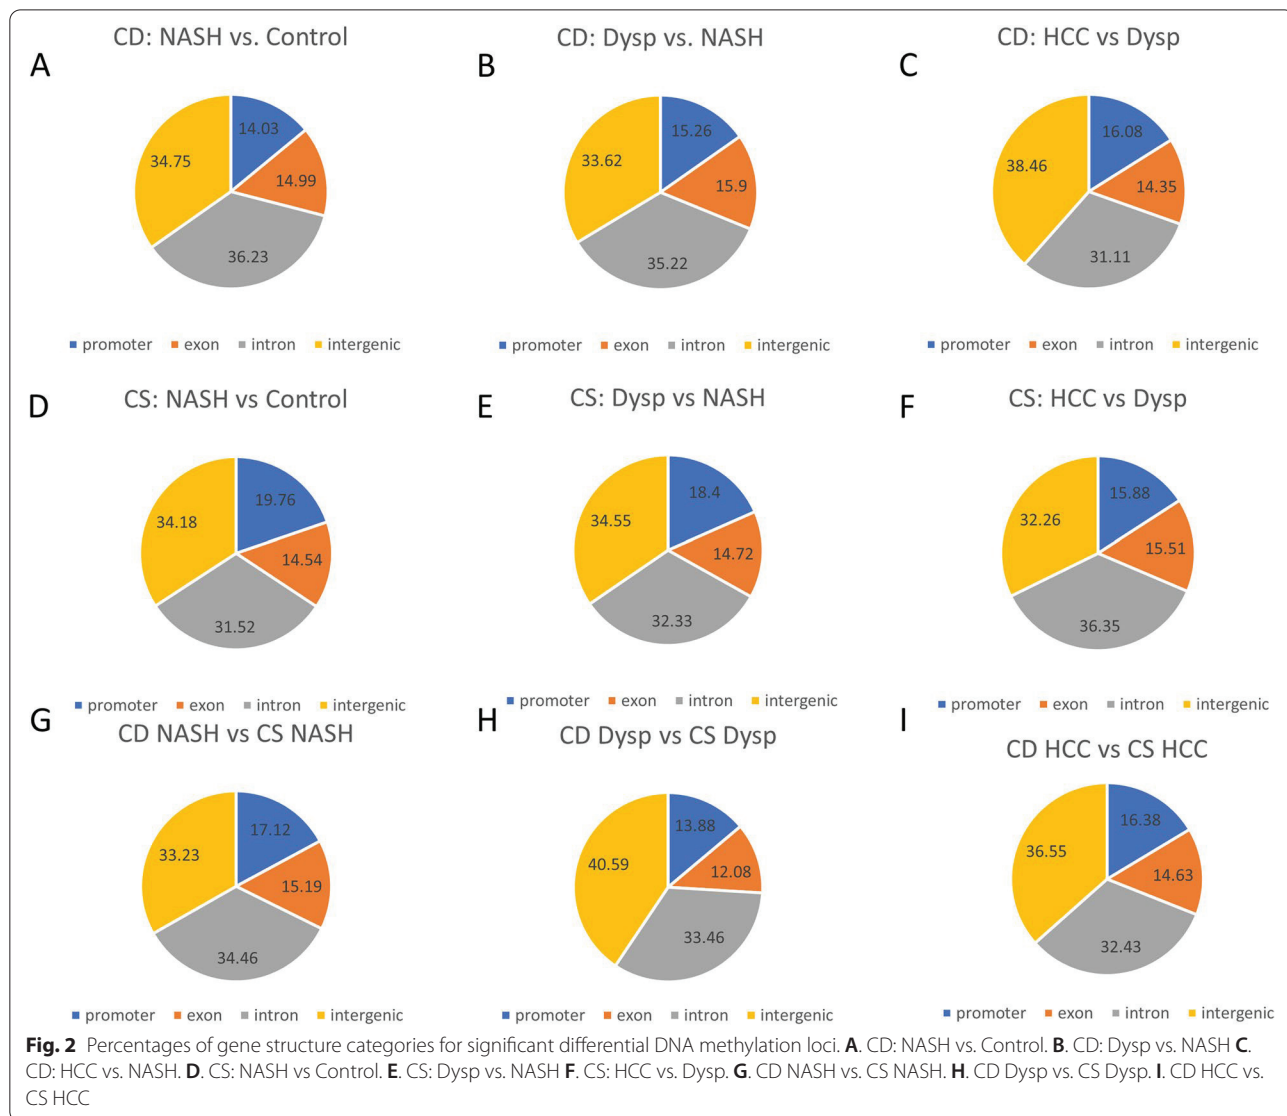 CD: NASH vs. Control
A
14.03
14.99
36.23
34.75
promoter exon intron intergenic
CD: Dysp vs. NASH
B
15.26
15.9
35.22
33.62
promoter exon intron intergenic
CD: HCC vs Dysp
C
16.08
14.35
31.11
38.46
promoter exon intron intergenic
CS: NASH vs Control
D
19.76
14.54
31.52
34.18
promoter exon intron intergenic
CS: Dysp vs NASH
E
18.4
14.72
32.33
34.55
promoter exon intron intergenic
CS: HCC vs Dysp
F
15.88
15.51
36.35
32.26
promoter exon intron intergenic
G
CD NASH vs CS NASH
17.12
15.19
34.46
33.23
promoter exon intron intergenic
H
CD Dysp vs CS Dysp
13.88
12.08
33.46
40.59
promoter exon intron intergenic
I
CD HCC vs CS HCC
16.38
14.63
32.43
36.55
promoter exon intron intergenic
Fig. 2 Percentages of gene structure categories for significant differential DNA methylation loci. A. CD: NASH vs. Control. B. CD: Dysp vs. NASH C.
CD: HCC vs. NASH. D. CS: NASH vs Control. E. CS: Dysp vs. NASH F. CS: HCC vs. Dysp. G. CD NASH vs. CS NASH. H. CD Dysp vs. CS Dysp. I. CD HCC vs.
CS HCC